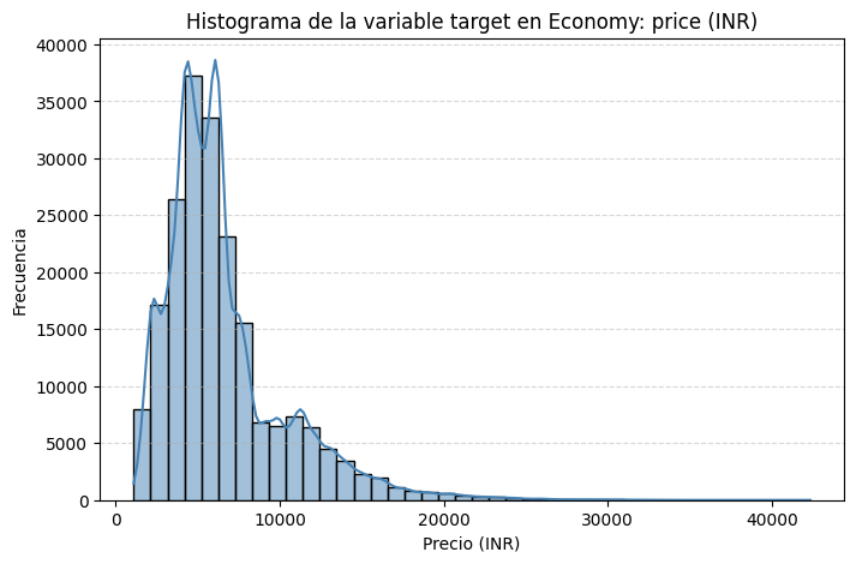 Histograma de la variable target en Economy: price (INR)
40000
35000
30000
25000
20000
15000
10000
5000
0
Frecuencia
0 10000 20000 30000 40000
Precio (INR)